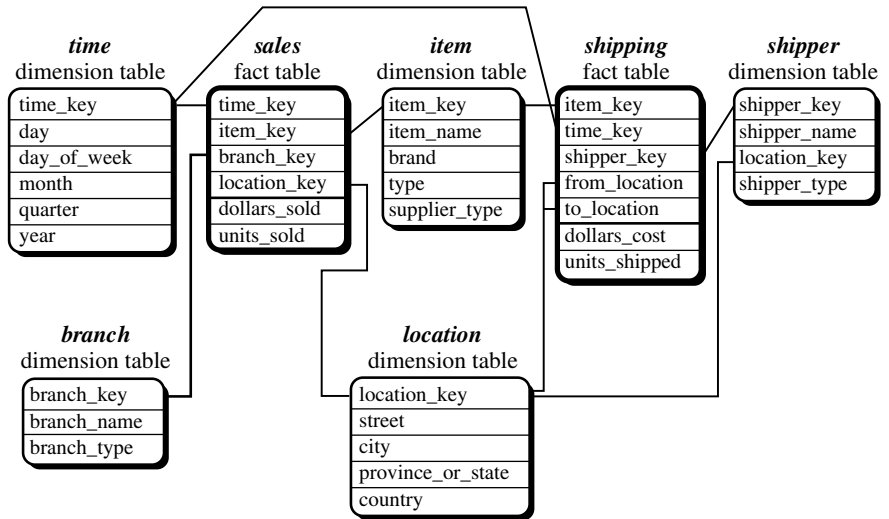 time
dimension table
time_key
day
day_of_week
month
quarter
year
sales
fact table
time_key
item_key
branch_key
location_key
dollars_sold
units_sold
item
dimension table
item_key
item_name
brand
type
supplier_type
shipping
fact table
item_key
time_key
shipper_key
from_location
to_location
dollars_cost
units_shipped
shipper
dimension table
shipper_key
shipper_name
location_key
shipper_type
branch
dimension table
branch_key
branch_name
branch_type
location
dimension table
location_key
street
city
province_or_state
country